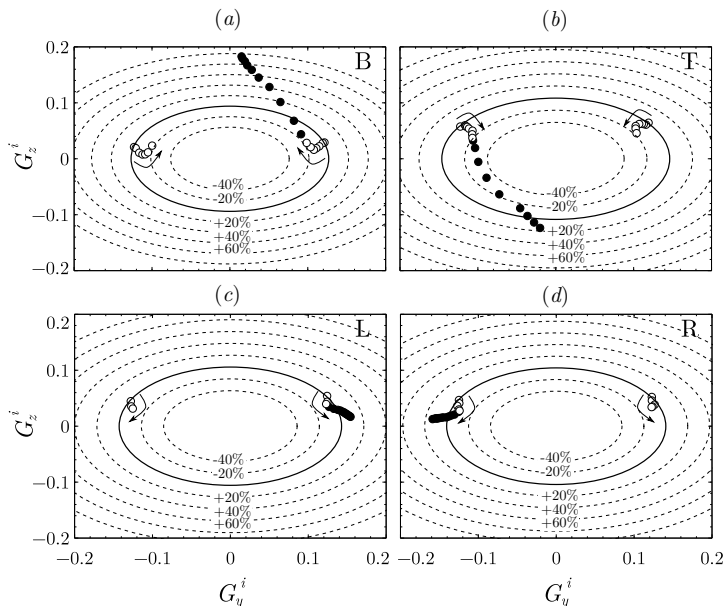 (a) (b)
0.2 B T
0.1
G_z^i 0 -40% -40%
-20% -20%
−0.1 +20% +20%
+40% +40%
+60% +60%
−0.2
(c) (d)
0.2 L R
0.1
G_z^i 0 -40% -40%
-20% -20%
−0.1 +20% +20%
+40% +40%
+60% +60%
−0.2
−0.2 −0.1 0 0.1 −0.2 −0.1 0 0.1 0.2
G_y^i G_y^i